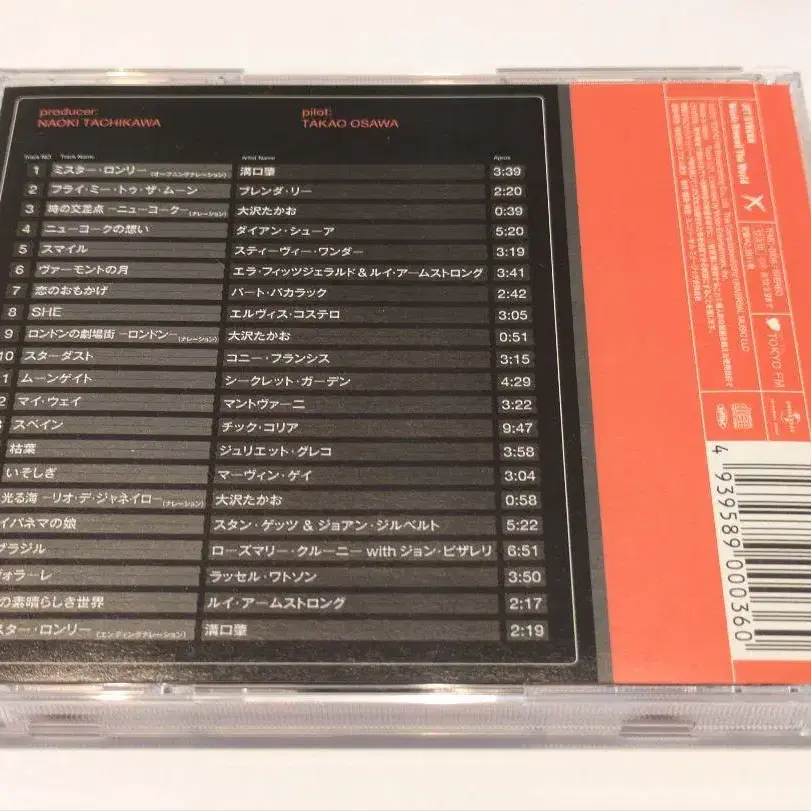 producer:
NAOKI TACHIKAWA
pilot:
TAKAO OSAWA
Track NO. Track Name Artist Name Aprox
1 ミスター・ロンリー (オープニングナレーション) 溝口肇 3:39
2 フライ・ミー・トゥ・ザ・ムーン ブレンダ・リー 2:20
3 時の交差点 −ニューヨーク− (ナレーション) 大沢たかお 0:39
4 ニューヨークの想い ダイアン・シューア 5:20
5 スマイル スティーヴィー・ワンダー 3:19
6 ヴァーモントの月 エラ・フィッツジェラルド & ルイ・アームストロング 3:41
7 恋のおもかげ バート・バカラック 2:42
8 SHE エルヴィス・コステロ 3:05
9 ロンドンの劇場街 −ロンドン− (ナレーション) 大沢たかお 0:51
10 スターダスト コニー・フランシス 3:15
1 ムーンゲイト シークレット・ガーデン 4:29
2 マイ・ウェイ マントヴァーニ 3:22
スペイン チック・コリア 9:47
枯葉 ジュリエット・グレコ 3:58
いそしぎ マーヴィン・ゲイ 3:04
光る海 −リオ・デ・ジャネイロ− (ナレーション) 大沢たかお 0:58
イパネマの娘 スタン・ゲッツ & ジョアン・ジルベルト 5:22
ブラジル ローズマリー・クルーニー with ジョン・ピザレリ 6:51
ヴォラーレ ラッセル・ワトソン 3:50
の素晴らしき世界 ルイ・アームストロング 2:17
スター・ロンリー (エンディングナレーション) 溝口肇 2:19
JET STREAM
Music Around The World
TOKYO FM
4 939589 000360